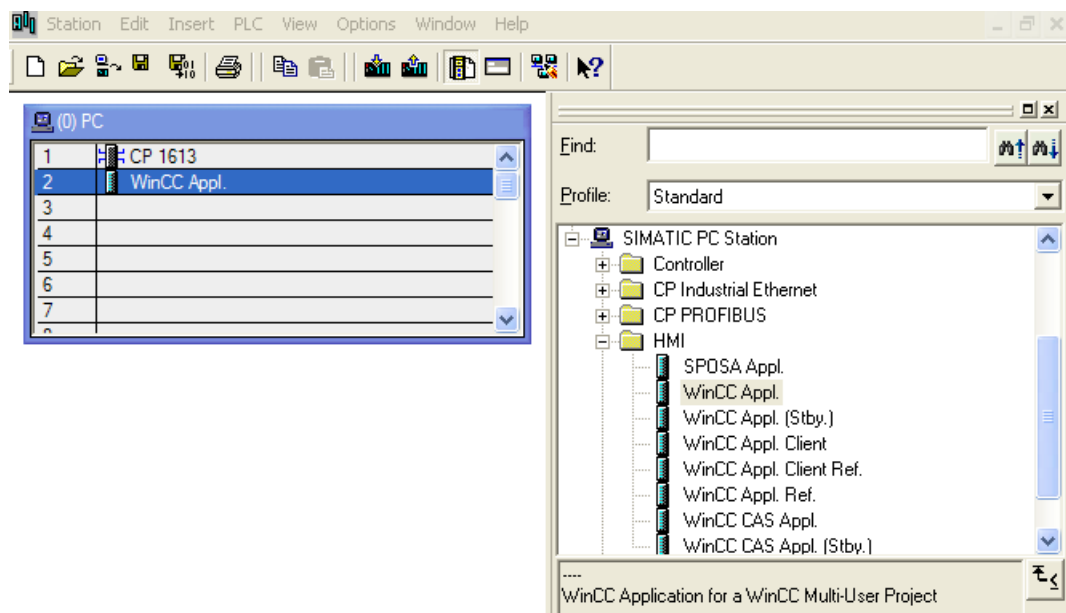 Station Edit Insert PLC View Options Window Help
(0) PC
1 CP 1613
2 WinCC Appl.
3
4
5
6
7
Find:
Profile: Standard
SIMATIC PC Station
Controller
CP Industrial Ethernet
CP PROFIBUS
HMI
SPOSA Appl.
WinCC Appl.
WinCC Appl. (Stby.)
WinCC Appl. Client
WinCC Appl. Client Ref.
WinCC Appl. Ref.
WinCC CAS Appl.
WinCC CAS Appl. (Stby.)
----
WinCC Application for a WinCC Multi-User Project